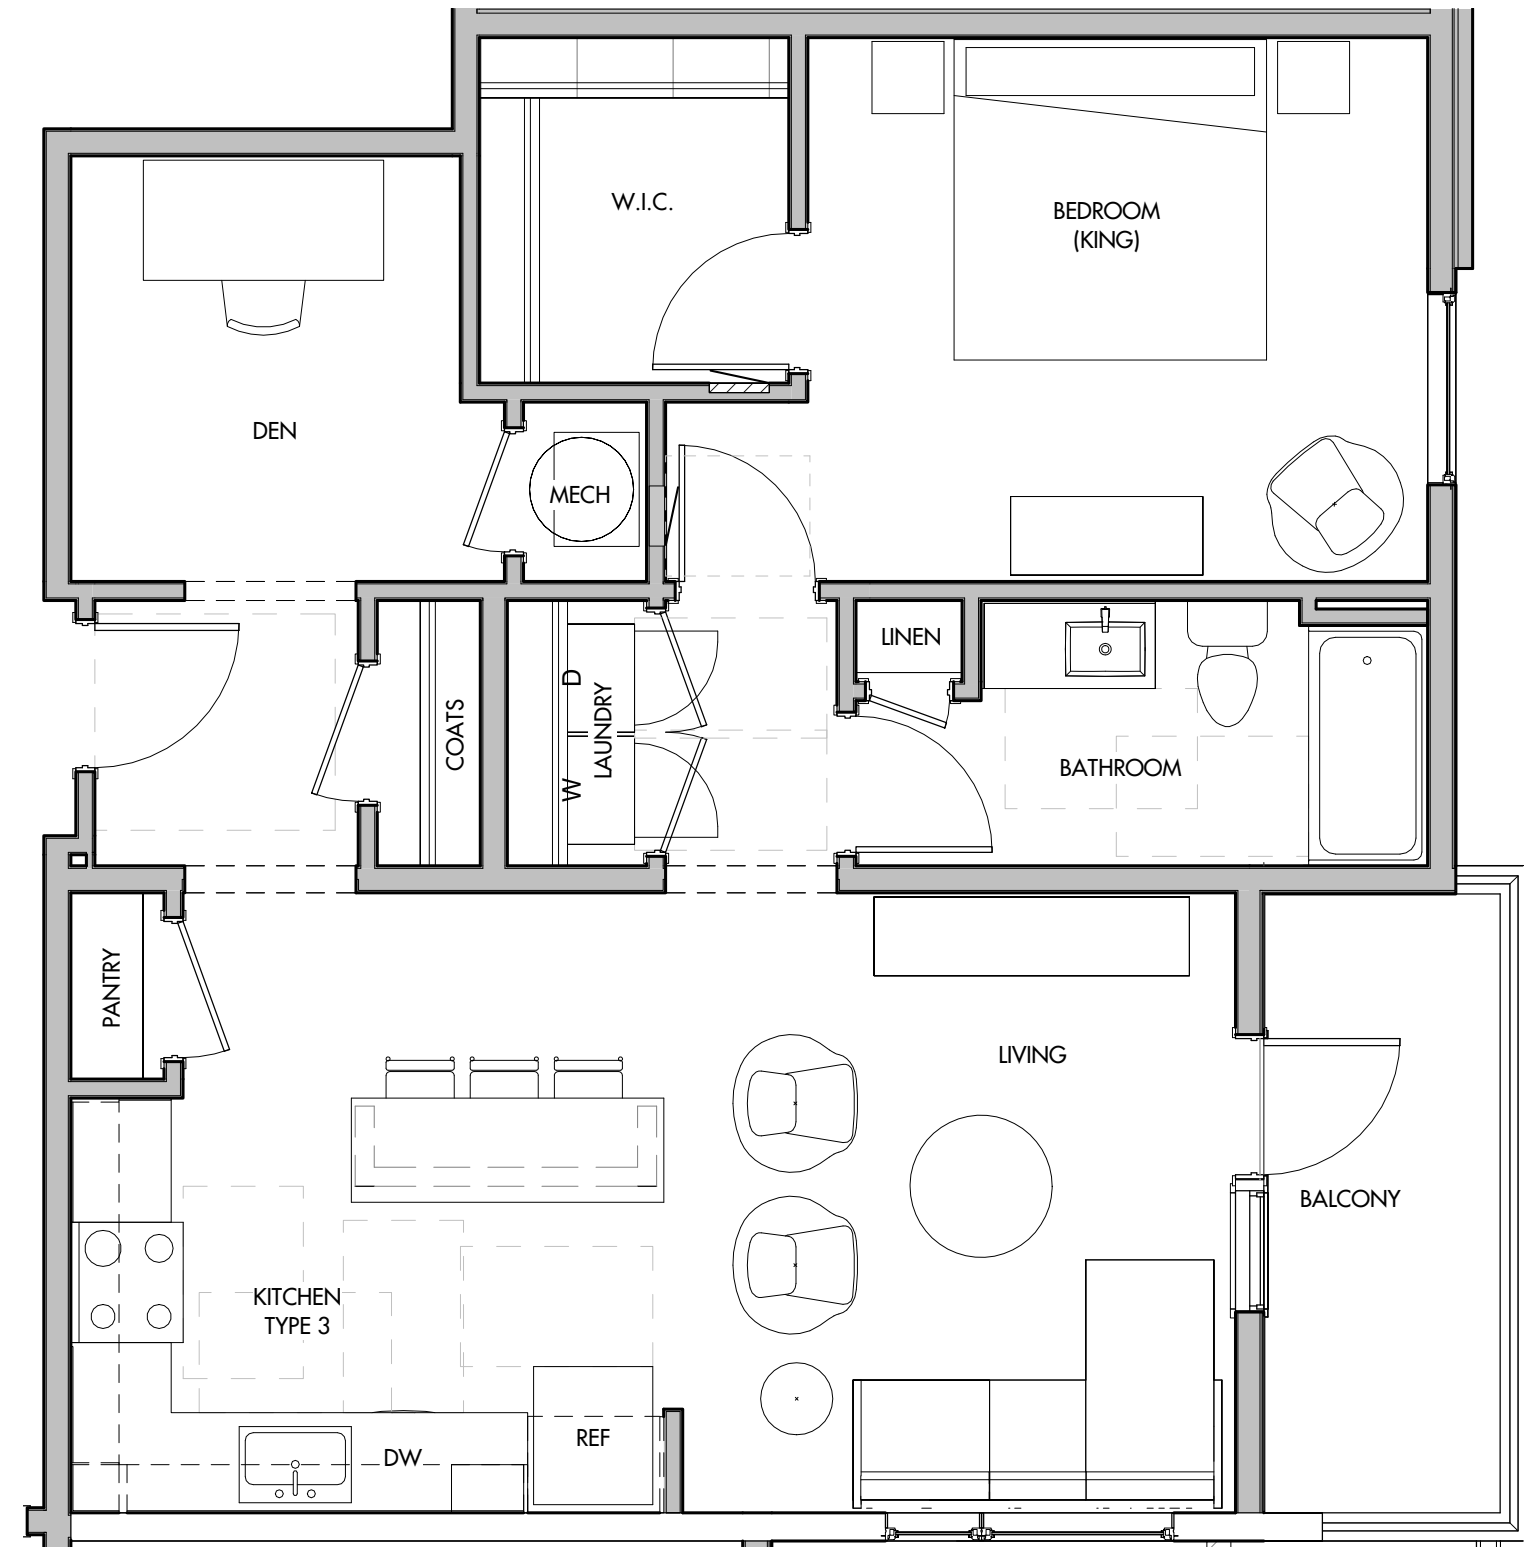 W.I.C.
BEDROOM
(KING)
DEN
MECH
LINEN
COATS
D
W
LAUNDRY
BATHROOM
PANTRY
LIVING
BALCONY
KITCHEN
TYPE 3
DW
REF